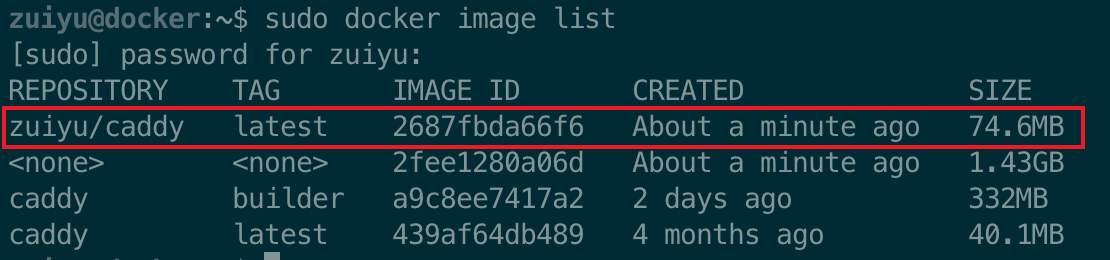 zuiyu@docker:~$ sudo docker image list
[sudo] password for zuiyu:
REPOSITORY TAG IMAGE ID CREATED SIZE
zuiyu/caddy latest 2687fbda66f6 About a minute ago 74.6MB
<none> <none> 2fee1280a06d About a minute ago 1.43GB
caddy builder a9c8ee7417a2 2 days ago 332MB
caddy latest 439af64db489 4 months ago 40.1MB